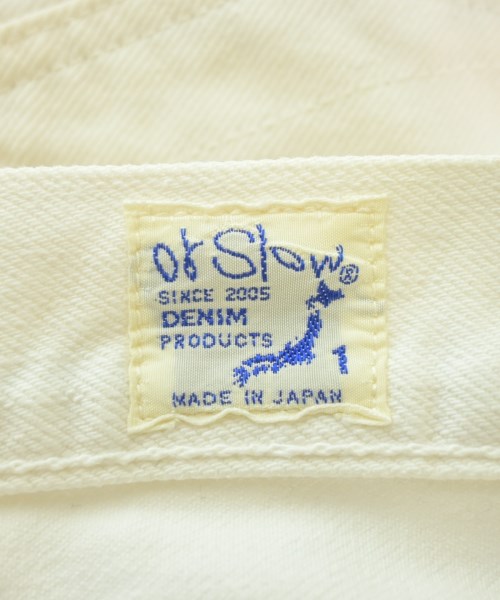 orSlow®
SINCE 2005
DENIM
PRODUCTS
1
MADE IN JAPAN